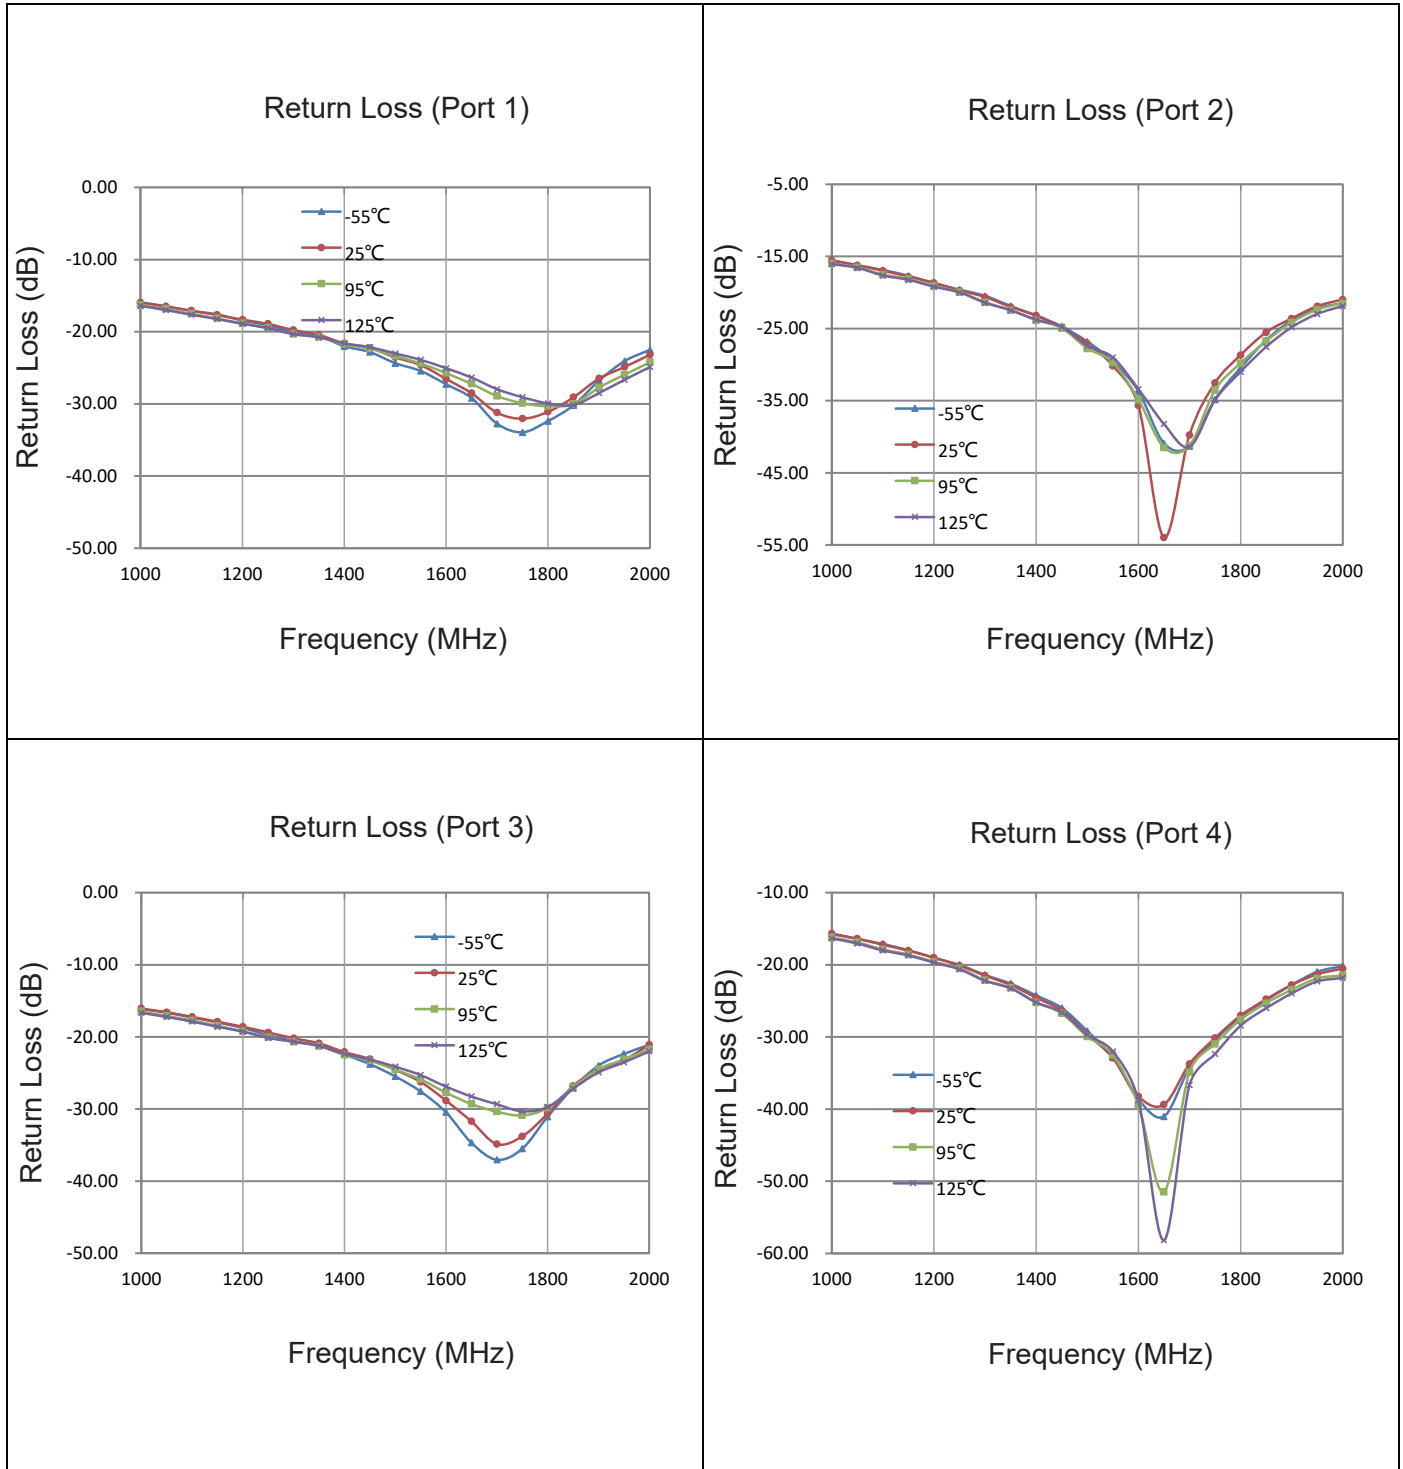 Return Loss (Port 1)
0.00
-10.00
-20.00
-30.00
-40.00
-50.00
Return Loss (dB)
-55℃
25℃
95℃
125℃
1000 1200 1400 1600 1800 2000
Frequency (MHz)
Return Loss (Port 2)
-5.00
-15.00
-25.00
-35.00
-45.00
-55.00
Return Loss (dB)
-55℃
25℃
95℃
125℃
1000 1200 1400 1600 1800 2000
Frequency (MHz)
Return Loss (Port 3)
0.00
-10.00
-20.00
-30.00
-40.00
-50.00
Return Loss (dB)
-55℃
25℃
95℃
125℃
1000 1200 1400 1600 1800 2000
Frequency (MHz)
Return Loss (Port 4)
-10.00
-20.00
-30.00
-40.00
-50.00
-60.00
Return Loss (dB)
-55℃
25℃
95℃
125℃
1000 1200 1400 1600 1800 2000
Frequency (MHz)